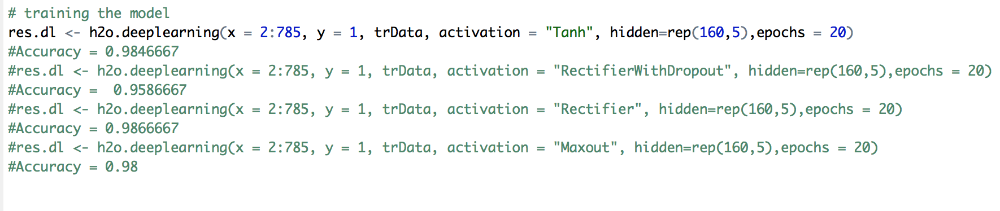 # training the model
res.dl <- h2o.deeplearning(x = 2:785, y = 1, trData, activation = "Tanh", hidden=rep(160,5),epochs = 20)
#Accuracy = 0.9846667
#res.dl <- h2o.deeplearning(x = 2:785, y = 1, trData, activation = "RectifierWithDropout", hidden=rep(160,5),epochs = 20)
#Accuracy =  0.9586667
#res.dl <- h2o.deeplearning(x = 2:785, y = 1, trData, activation = "Rectifier", hidden=rep(160,5),epochs = 20)
#Accuracy = 0.9866667
#res.dl <- h2o.deeplearning(x = 2:785, y = 1, trData, activation = "Maxout", hidden=rep(160,5),epochs = 20)
#Accuracy = 0.98